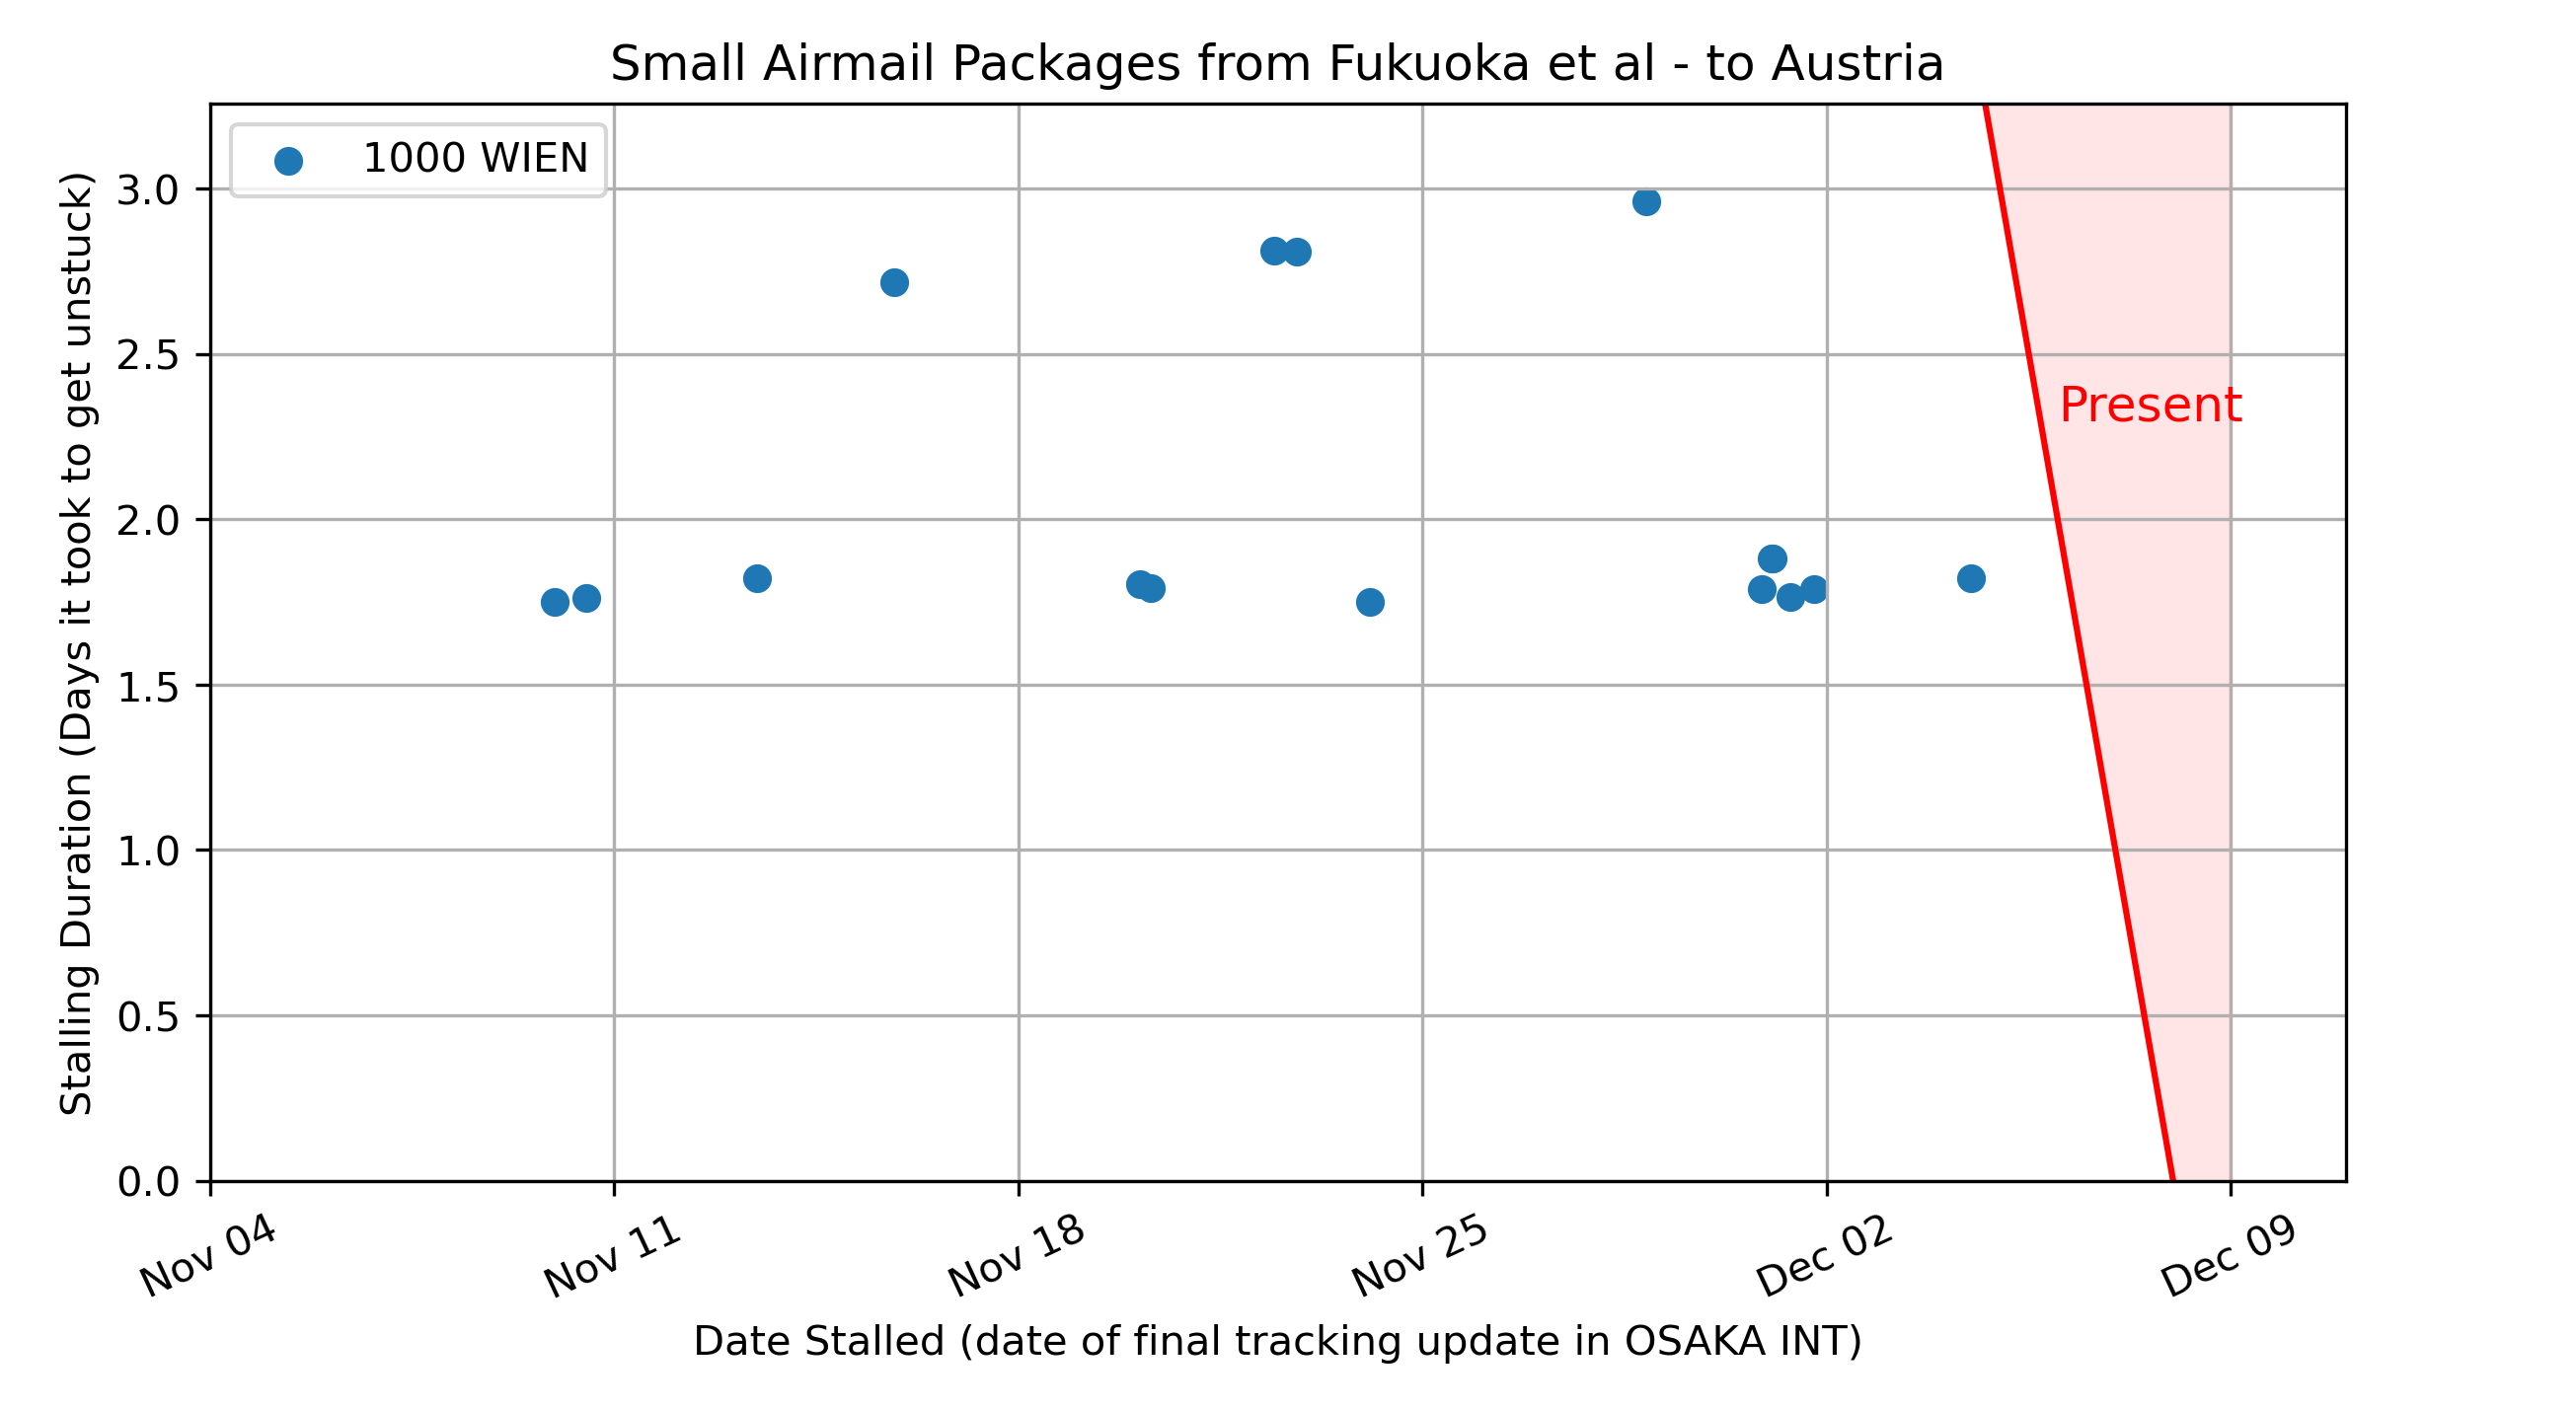 Small Airmail Packages from Fukuoka et al - to Austria
1000 WIEN
Stalling Duration (Days it took to get unstuck)
3.0
2.5
2.0
1.5
1.0
0.5
0.0
Present
Nov 04
Nov 11
Nov 18
Nov 25
Dec 02
Dec 09
Date Stalled (date of final tracking update in OSAKA INT)